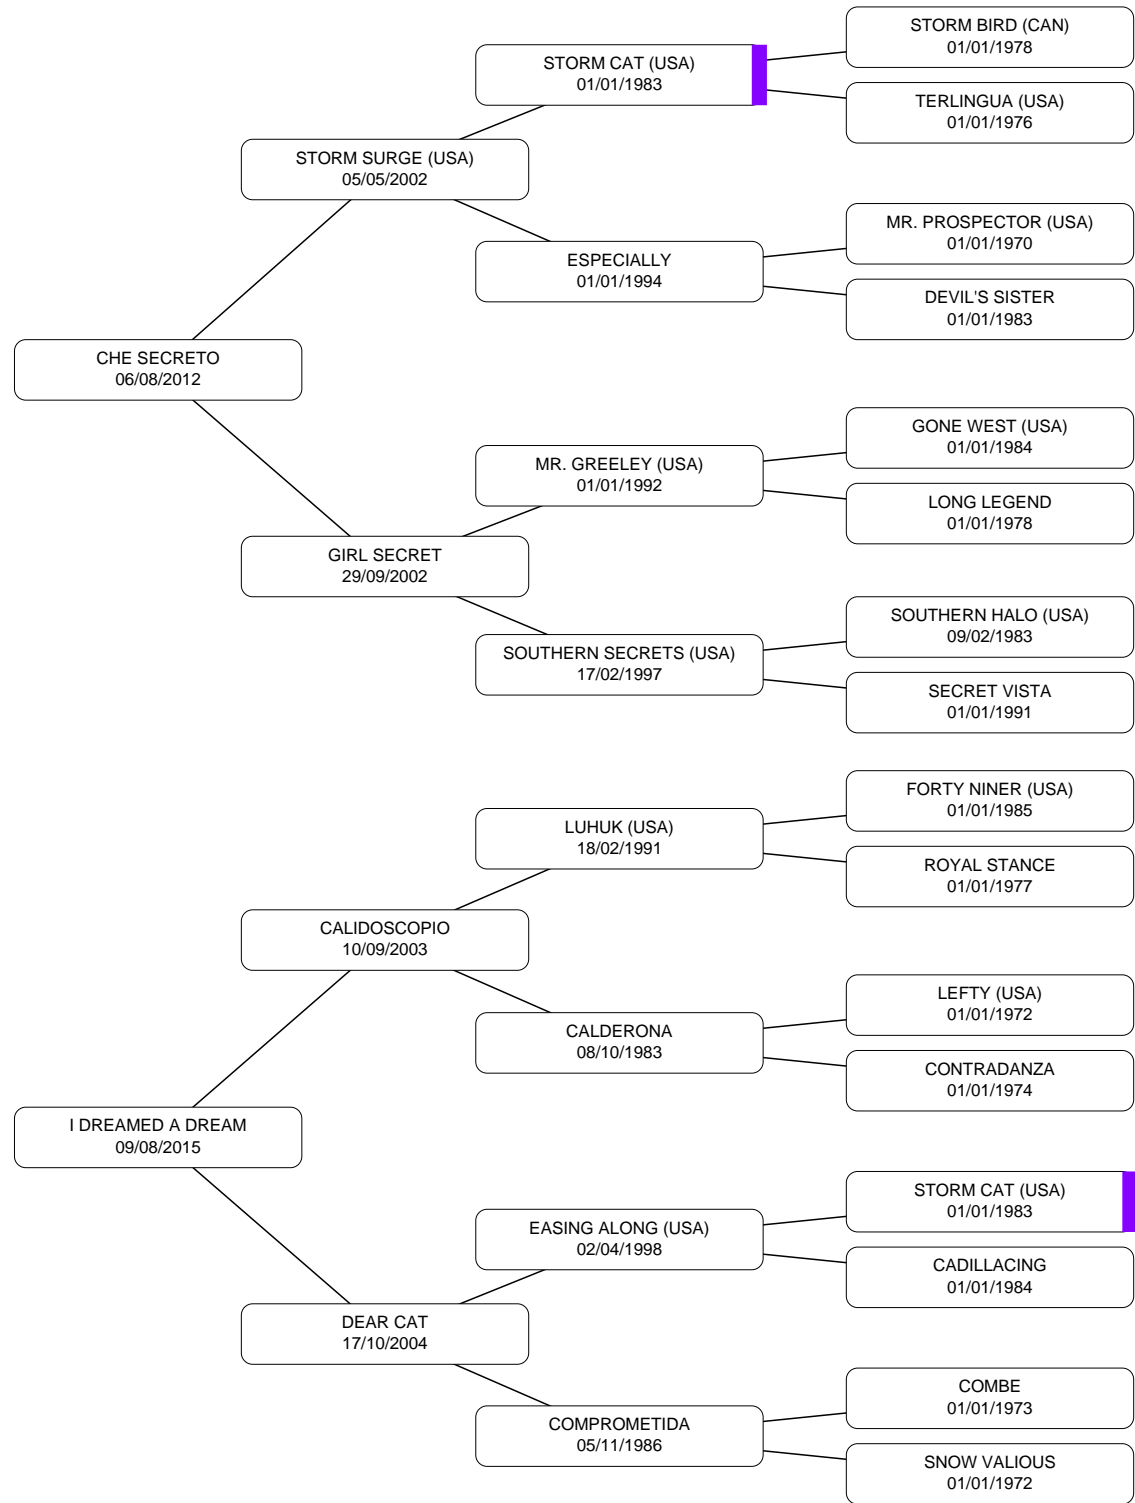 STORM BIRD (CAN)
01/01/1978
STORM CAT (USA)
01/01/1983
TERLINGUA (USA)
01/01/1976
STORM SURGE (USA)
05/05/2002
MR. PROSPECTOR (USA)
01/01/1970
ESPECIALLY
01/01/1994
DEVIL'S SISTER
01/01/1983
CHE SECRETO
06/08/2012
GONE WEST (USA)
01/01/1984
MR. GREELEY (USA)
01/01/1992
LONG LEGEND
01/01/1978
GIRL SECRET
29/09/2002
SOUTHERN HALO (USA)
09/02/1983
SOUTHERN SECRETS (USA)
17/02/1997
SECRET VISTA
01/01/1991
FORTY NINER (USA)
01/01/1985
LUHUK (USA)
18/02/1991
ROYAL STANCE
01/01/1977
CALIDOSCOPIO
10/09/2003
LEFTY (USA)
01/01/1972
CALDERONA
08/10/1983
CONTRADANZA
01/01/1974
I DREAMED A DREAM
09/08/2015
STORM CAT (USA)
01/01/1983
EASING ALONG (USA)
02/04/1998
CADILLACING
01/01/1984
DEAR CAT
17/10/2004
COMBE
01/01/1973
COMPROMETIDA
05/11/1986
SNOW VALIOUS
01/01/1972